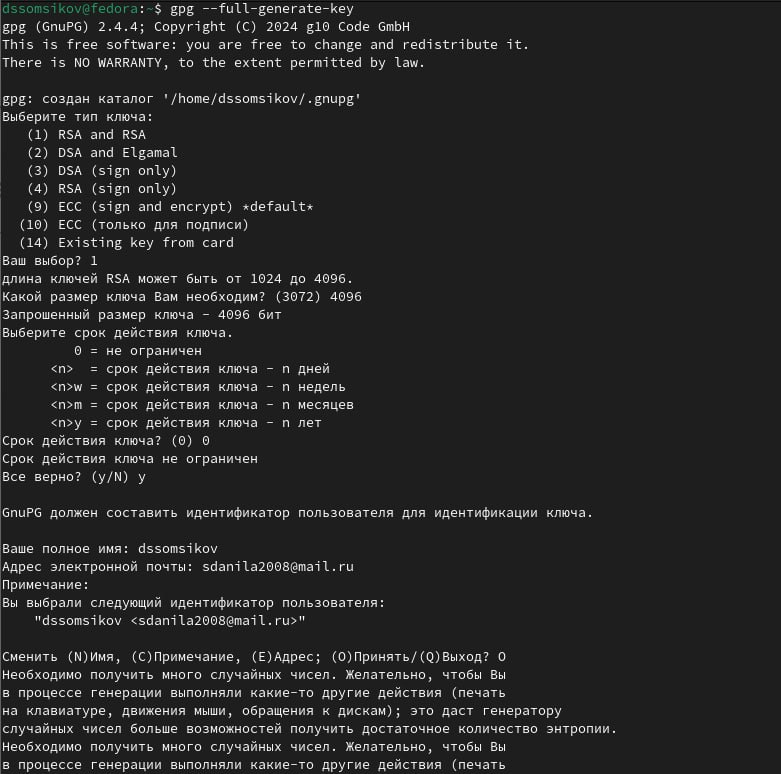 dssomsikov@fedora:~$ gpg --full-generate-key
gpg (GnuPG) 2.4.4; Copyright (C) 2024 g10 Code GmbH
This is free software: you are free to change and redistribute it.
There is NO WARRANTY, to the extent permitted by law.

gpg: создан каталог '/home/dssomsikov/.gnupg'
Выберите тип ключа:
   (1) RSA and RSA
   (2) DSA and Elgamal
   (3) DSA (sign only)
   (4) RSA (sign only)
   (9) ECC (sign and encrypt) *default*
  (10) ECC (только для подписи)
  (14) Existing key from card
Ваш выбор? 1
длина ключей RSA может быть от 1024 до 4096.
Какой размер ключа Вам необходим? (3072) 4096
Запрошенный размер ключа - 4096 бит
Выберите срок действия ключа.
         0 = не ограничен
      <n>  = срок действия ключа - n дней
      <n>w = срок действия ключа - n недель
      <n>m = срок действия ключа - n месяцев
      <n>y = срок действия ключа - n лет
Срок действия ключа? (0) 0
Срок действия ключа не ограничен
Все верно? (y/N) y

GnuPG должен составить идентификатор пользователя для идентификации ключа.

Ваше полное имя: dssomsikov
Адрес электронной почты: sdanila2008@mail.ru
Примечание:
Вы выбрали следующий идентификатор пользователя:
    "dssomsikov <sdanila2008@mail.ru>"

Сменить (N)Имя, (C)Примечание, (E)Адрес; (O)Принять/(Q)Выход? O
Необходимо получить много случайных чисел. Желательно, чтобы Вы
в процессе генерации выполняли какие-то другие действия (печать
на клавиатуре, движения мыши, обращения к дискам); это даст генератору
случайных чисел больше возможностей получить достаточное количество энтропии.
Необходимо получить много случайных чисел. Желательно, чтобы Вы
в процессе генерации выполняли какие-то другие действия (печать